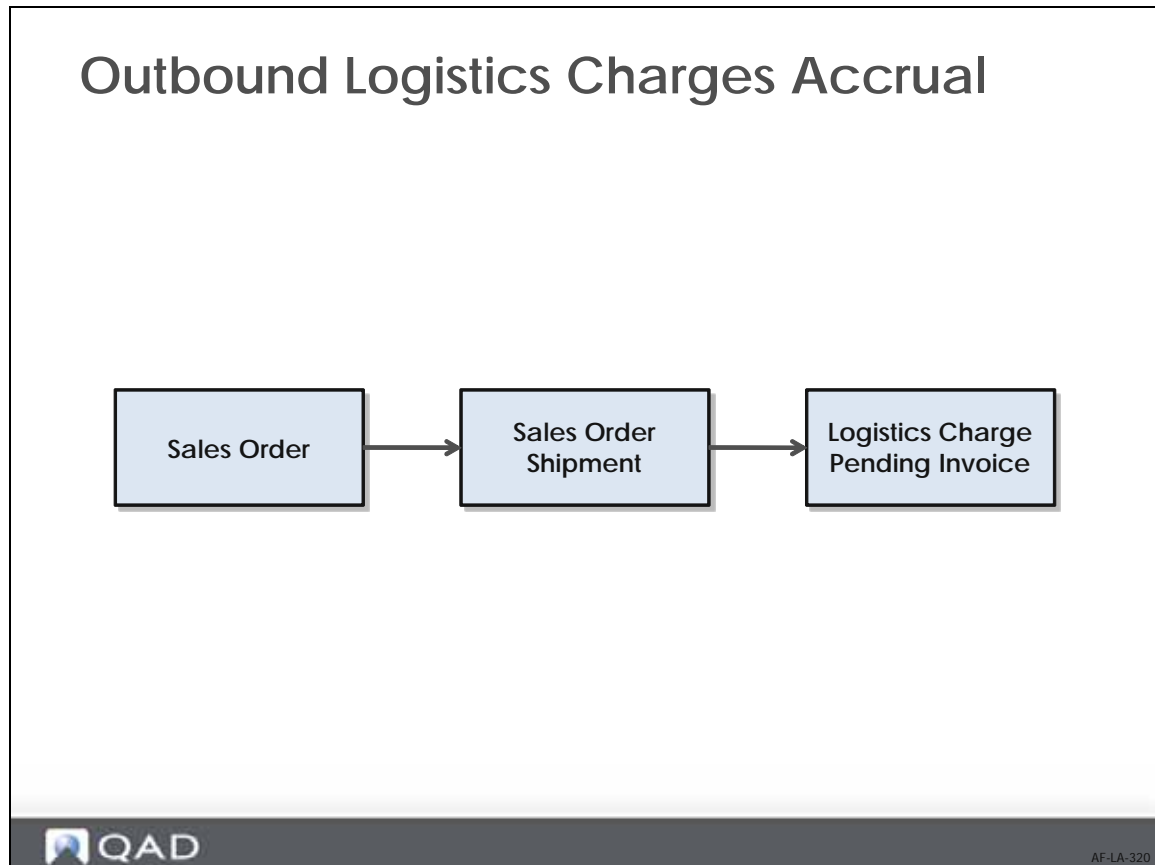 Outbound Logistics Charges Accrual
Sales Order
Sales Order
Shipment
Logistics Charge
Pending Invoice
QAD
AF-LA-320